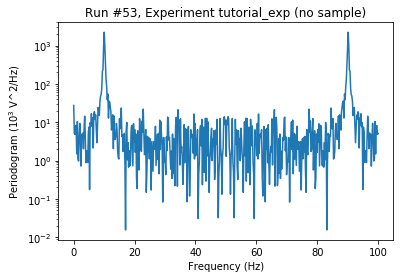 Run #53, Experiment tutorial_exp (no sample)
Periodogram (10³ V^2/Hz)
10³
10²
10¹
10⁰
10⁻¹
10⁻²
0 20 40 60 80 100
Frequency (Hz)